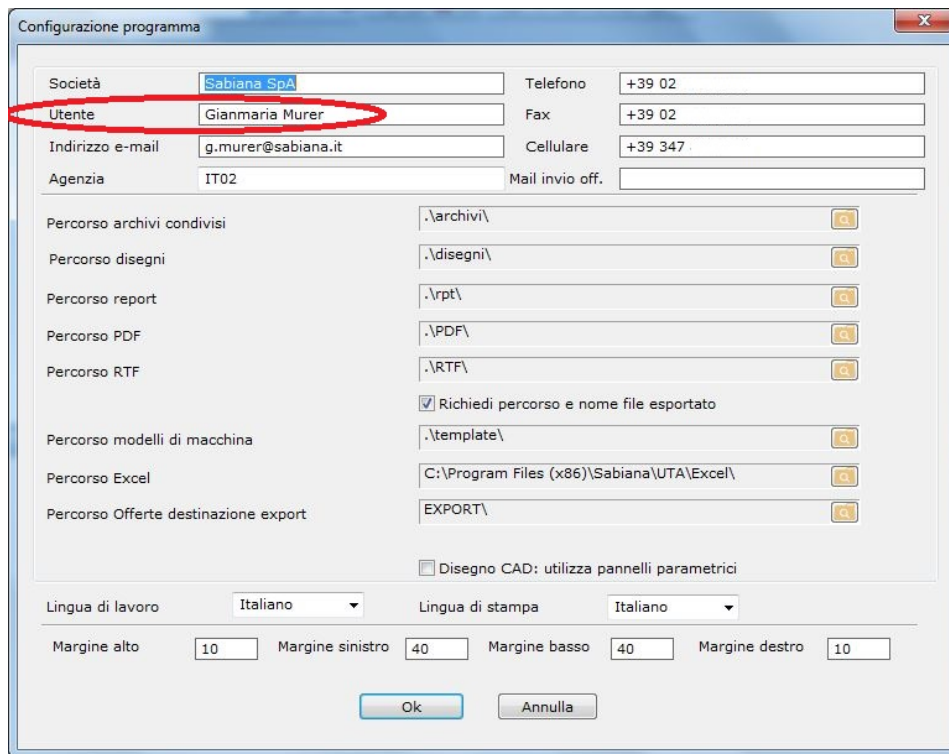 Configurazione programma
Società Sabiana SpA Telefono +39 02
Utente Gianmaria Murer Fax +39 02
Indirizzo e-mail g.murer@sabiana.it Cellulare +39 347
Agenzia IT02 Mail invio off.
Percorso archivi condivisi .\archivi\
Percorso disegni .\disegni\
Percorso report .\rpt\
Percorso PDF .\PDF\
Percorso RTF .\RTF\
Richiedi percorso e nome file esportato
Percorso modelli di macchina .\template\
Percorso Excel C:\Program Files (x86)\Sabiana\UTA\Excel\
Percorso Offerte destinazione export EXPORT\
Disegno CAD: utilizza pannelli parametrici
Lingua di lavoro Italiano Lingua di stampa Italiano
Margine alto 10 Margine sinistro 40 Margine basso 40 Margine destro 10
Ok Annulla